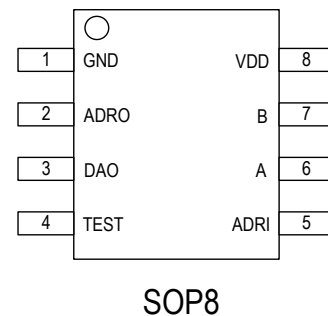 1 GND VDD 8
2 ADRO B 7
3 DAO A 6
4 TEST ADRI 5
SOP8